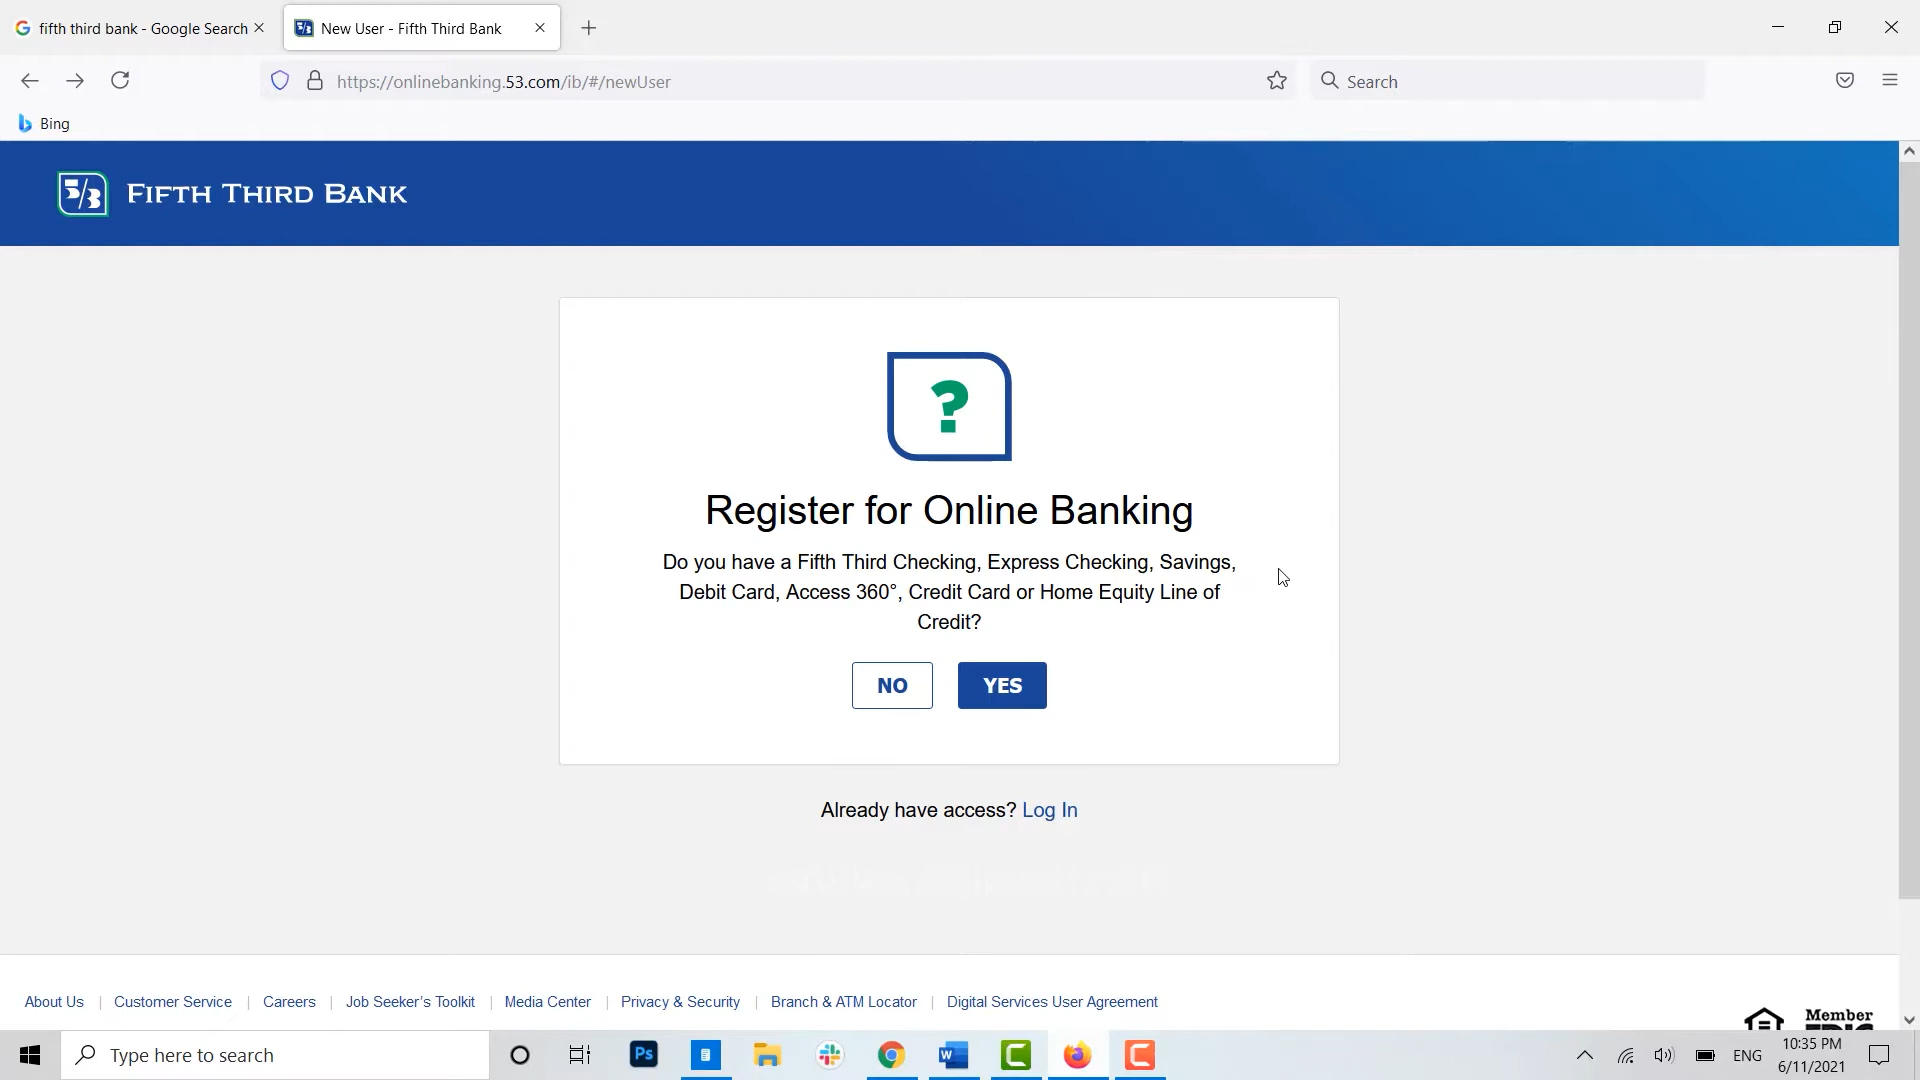 fifth third bank - Google Search
New User - Fifth Third Bank
https://onlinebanking.53.com/ib/#/newUser
Search
Bing
5/3 FIFTH THIRD BANK
?
Register for Online Banking
Do you have a Fifth Third Checking, Express Checking, Savings,
Debit Card, Access 360°, Credit Card or Home Equity Line of
Credit?
NO YES
Already have access? Log In
About Us | Customer Service | Careers | Job Seeker's Toolkit | Media Center | Privacy & Security | Branch & ATM Locator | Digital Services User Agreement
Member
FDIC
Type here to search
Ps
W
ENG
10:35 PM
6/11/2021